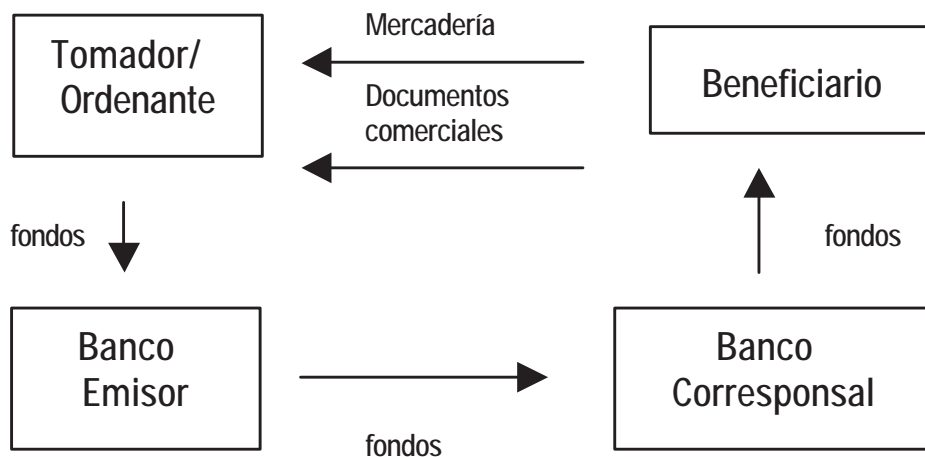 Tomador/
Ordenante
Mercadería
Documentos
comerciales
Beneficiario
fondos
fondos
Banco
Emisor
fondos
Banco
Corresponsal